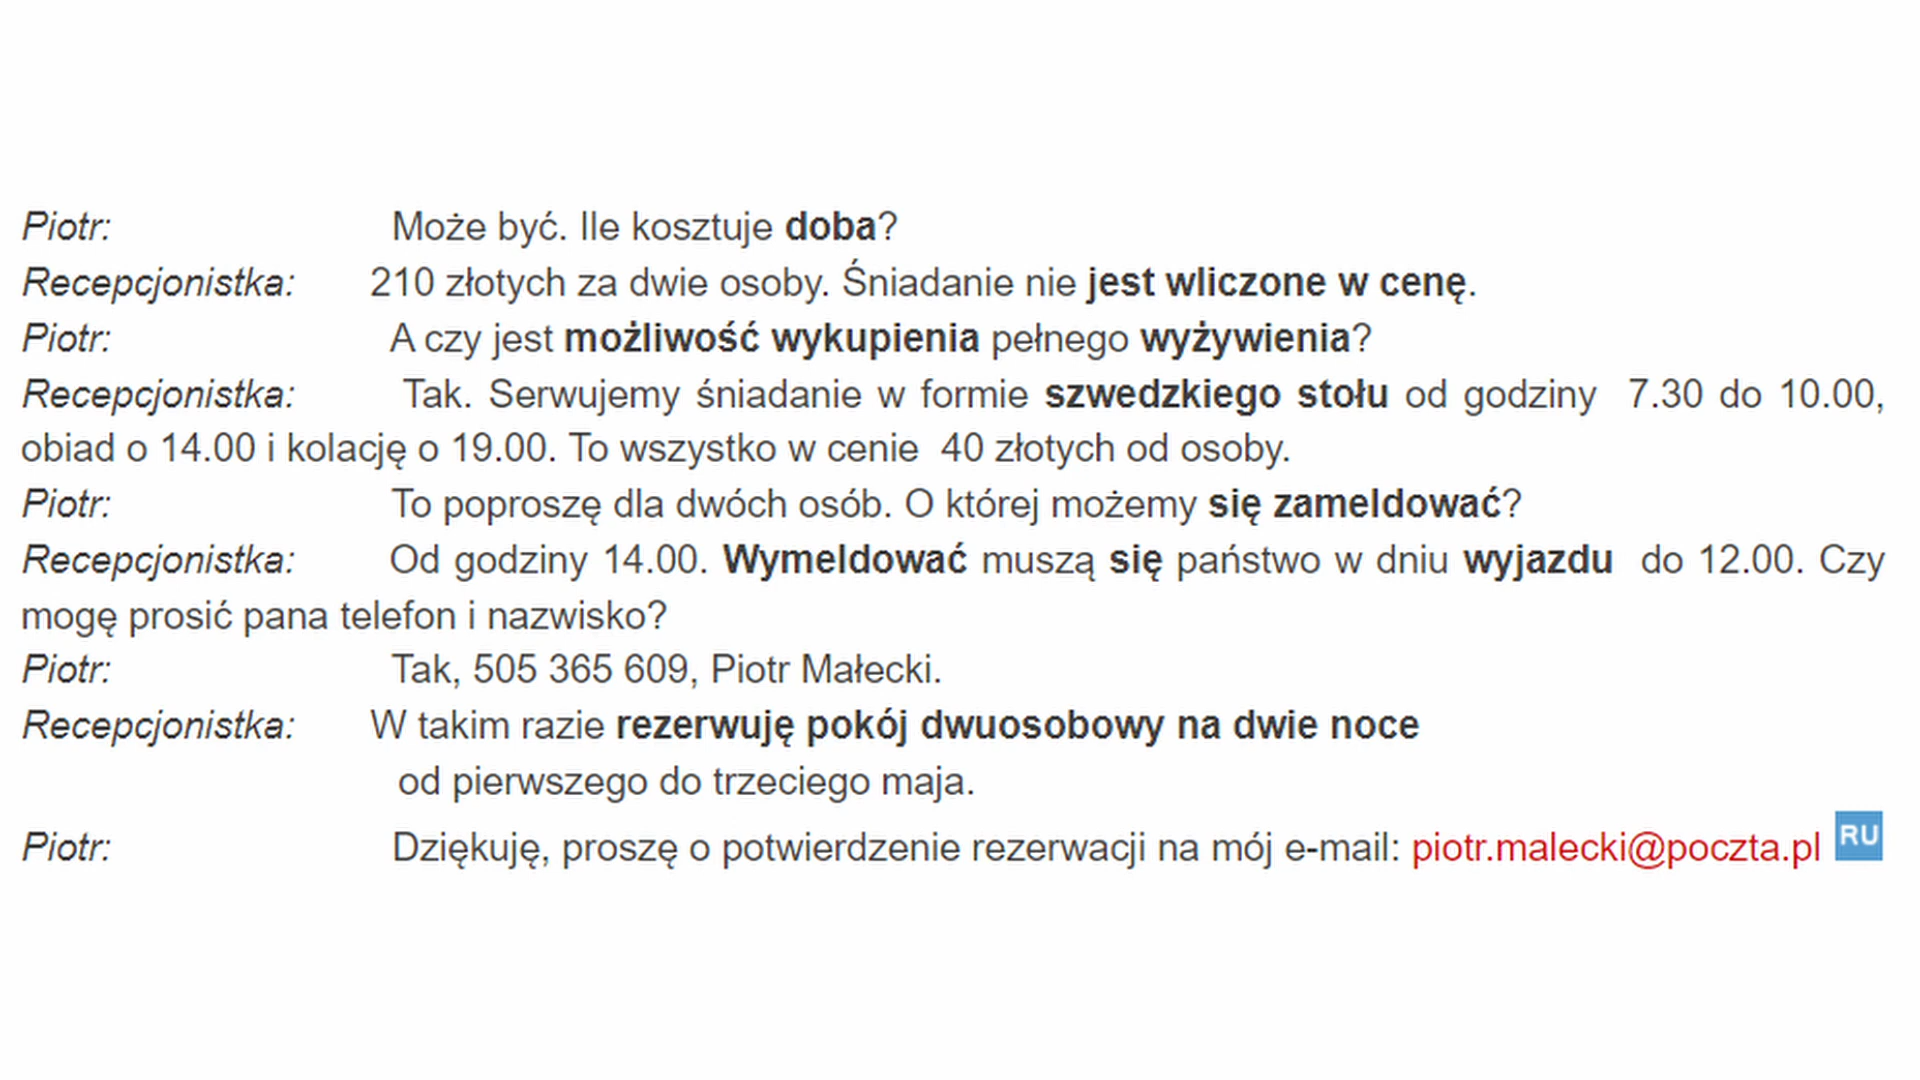 Piotr: Może być. Ile kosztuje doba?
Recepcjonistka: 210 złotych za dwie osoby. Śniadanie nie jest wliczone w cenę.
Piotr: A czy jest możliwość wykupienia pełnego wyżywienia?
Recepcjonistka: Tak. Serwujemy śniadanie w formie szwedzkiego stołu od godziny 7.30 do 10.00,
obiad o 14.00 i kolację o 19.00. To wszystko w cenie 40 złotych od osoby.
Piotr: To poproszę dla dwóch osób. O której możemy się zameldować?
Recepcjonistka: Od godziny 14.00. Wymeldować muszą się państwo w dniu wyjazdu do 12.00. Czy
mogę prosić pana telefon i nazwisko?
Piotr: Tak, 505 365 609, Piotr Małecki.
Recepcjonistka: W takim razie rezerwuję pokój dwuosobowy na dwie noce
od pierwszego do trzeciego maja.
Piotr: Dziękuję, proszę o potwierdzenie rezerwacji na mój e-mail: piotr.malecki@poczta.pl RU